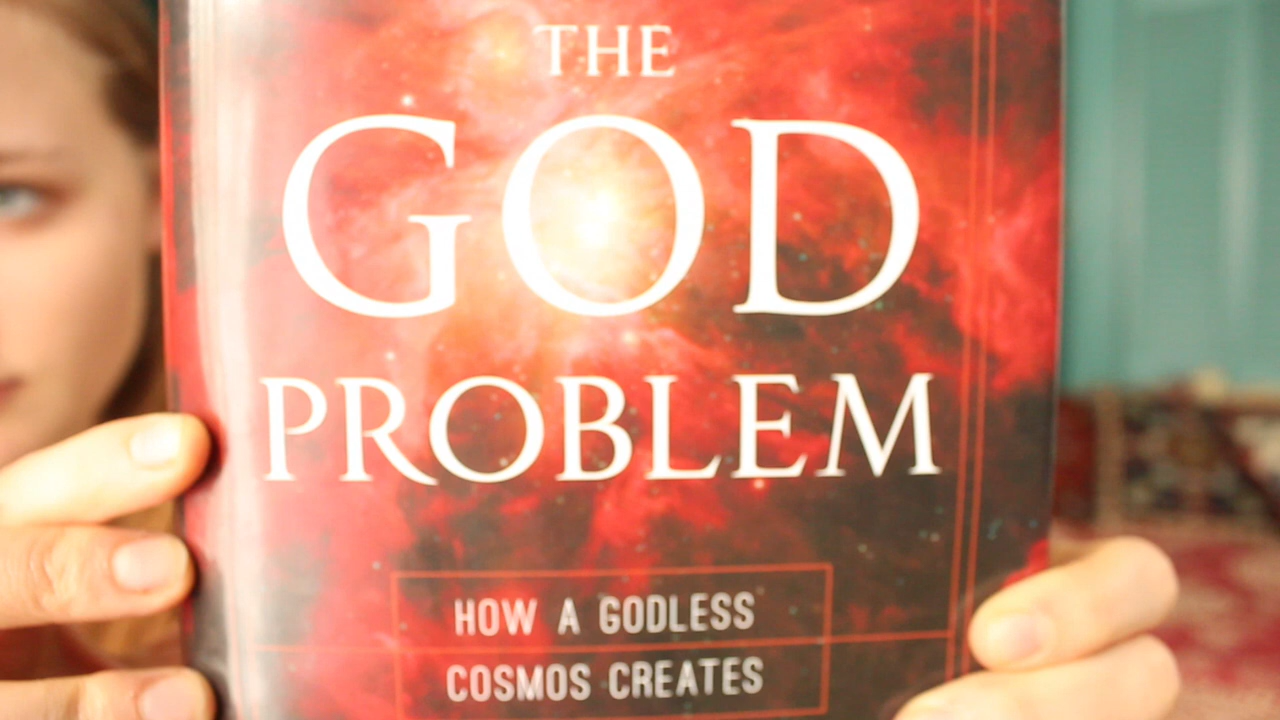 THE
GOD
PROBLEM
HOW A GODLESS
COSMOS CREATES